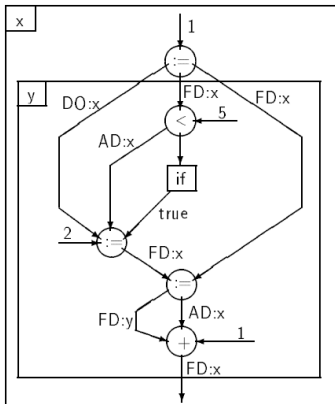 x
1
:=
y
DO:x
FD:x
FD:x
<
5
AD:x
if
true
2
:=
FD:x
:=
FD:y
AD:x
+
1
FD:x